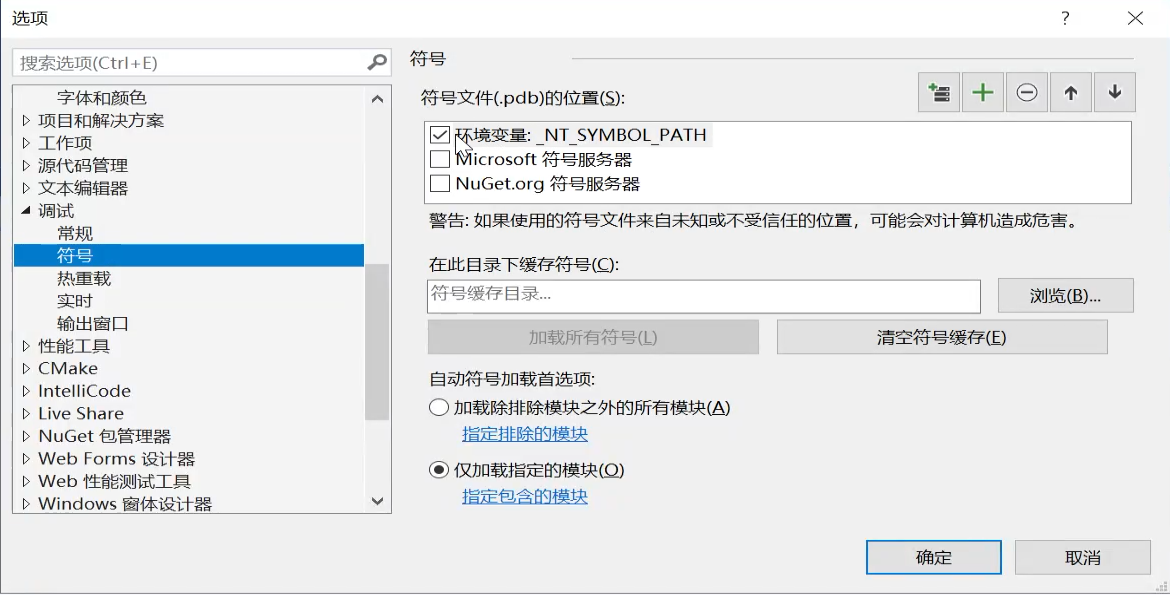 选项
?
搜索选项(Ctrl+E)
字体和颜色
项目和解决方案
工作项
源代码管理
文本编辑器
调试
常规
符号
热重载
实时
输出窗口
性能工具
CMake
IntelliCode
Live Share
NuGet 包管理器
Web Forms 设计器
Web 性能测试工具
Windows 窗体设计器
符号
符号文件(.pdb)的位置(S):
环境变量: _NT_SYMBOL_PATH
Microsoft 符号服务器
NuGet.org 符号服务器
警告: 如果使用的符号文件来自未知或不受信任的位置，可能会对计算机造成危害。
在此目录下缓存符号(C):
符号缓存目录...
浏览(B)...
加载所有符号(L)
清空符号缓存(E)
自动符号加载首选项:
加载除排除模块之外的所有模块(A)
指定排除的模块
仅加载指定的模块(O)
指定包含的模块
确定
取消